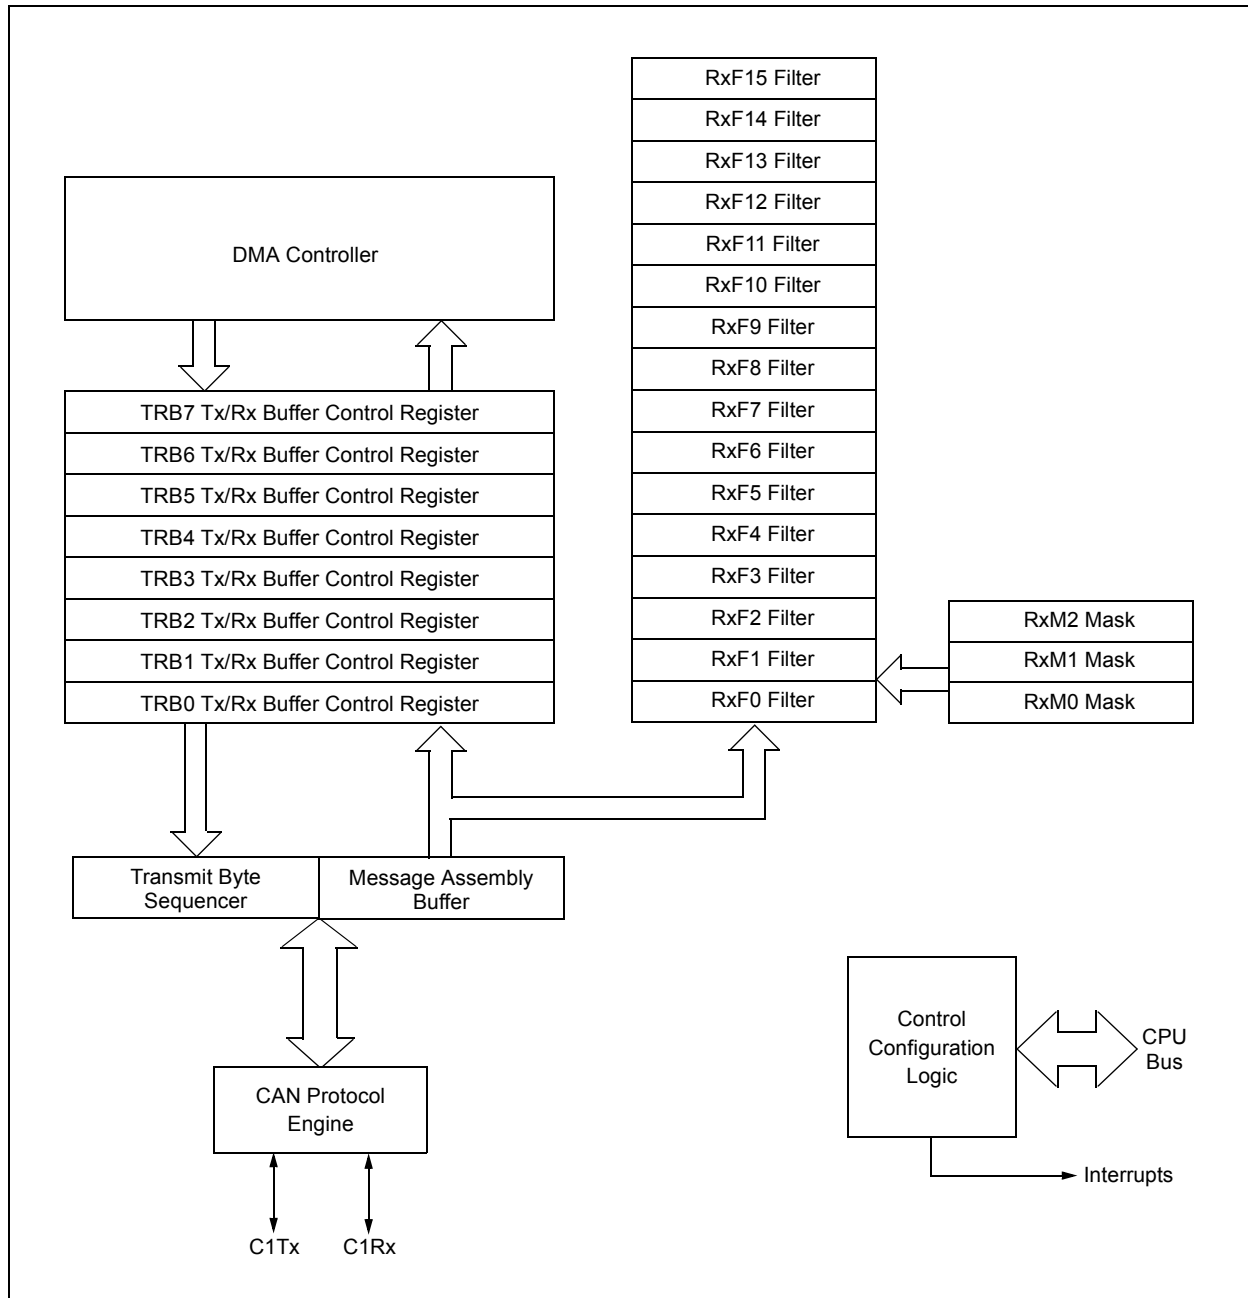 RxF15 Filter
RxF14 Filter
RxF13 Filter
RxF12 Filter
RxF11 Filter
RxF10 Filter
RxF9 Filter
RxF8 Filter
RxF7 Filter
RxF6 Filter
RxF5 Filter
RxF4 Filter
RxF3 Filter
RxF2 Filter
RxF1 Filter
RxF0 Filter
DMA Controller
TRB7 Tx/Rx Buffer Control Register
TRB6 Tx/Rx Buffer Control Register
TRB5 Tx/Rx Buffer Control Register
TRB4 Tx/Rx Buffer Control Register
TRB3 Tx/Rx Buffer Control Register
TRB2 Tx/Rx Buffer Control Register
TRB1 Tx/Rx Buffer Control Register
TRB0 Tx/Rx Buffer Control Register
RxM2 Mask
RxM1 Mask
RxM0 Mask
Transmit Byte
Sequencer
Message Assembly
Buffer
CAN Protocol
Engine
C1Tx
C1Rx
Control
Configuration
Logic
CPU
Bus
Interrupts